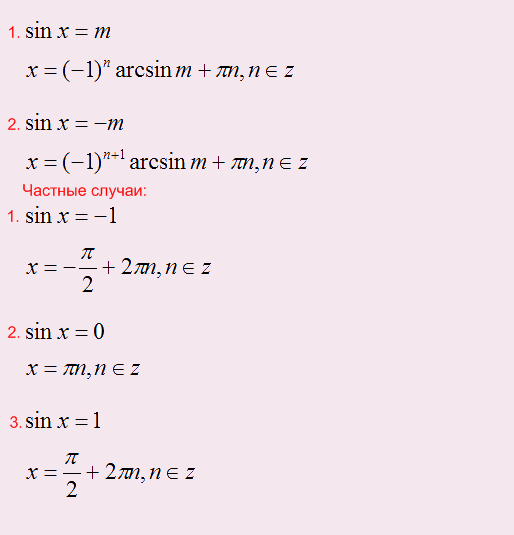 1. sin x = m
x = (−1)ⁿ arcsin m + πn, n ∈ z
2. sin x = −m
x = (−1)ⁿ⁺¹ arcsin m + πn, n ∈ z
Частные случаи:
1. sin x = −1
x = −π/2 + 2πn, n ∈ z
2. sin x = 0
x = πn, n ∈ z
3. sin x = 1
x = π/2 + 2πn, n ∈ z